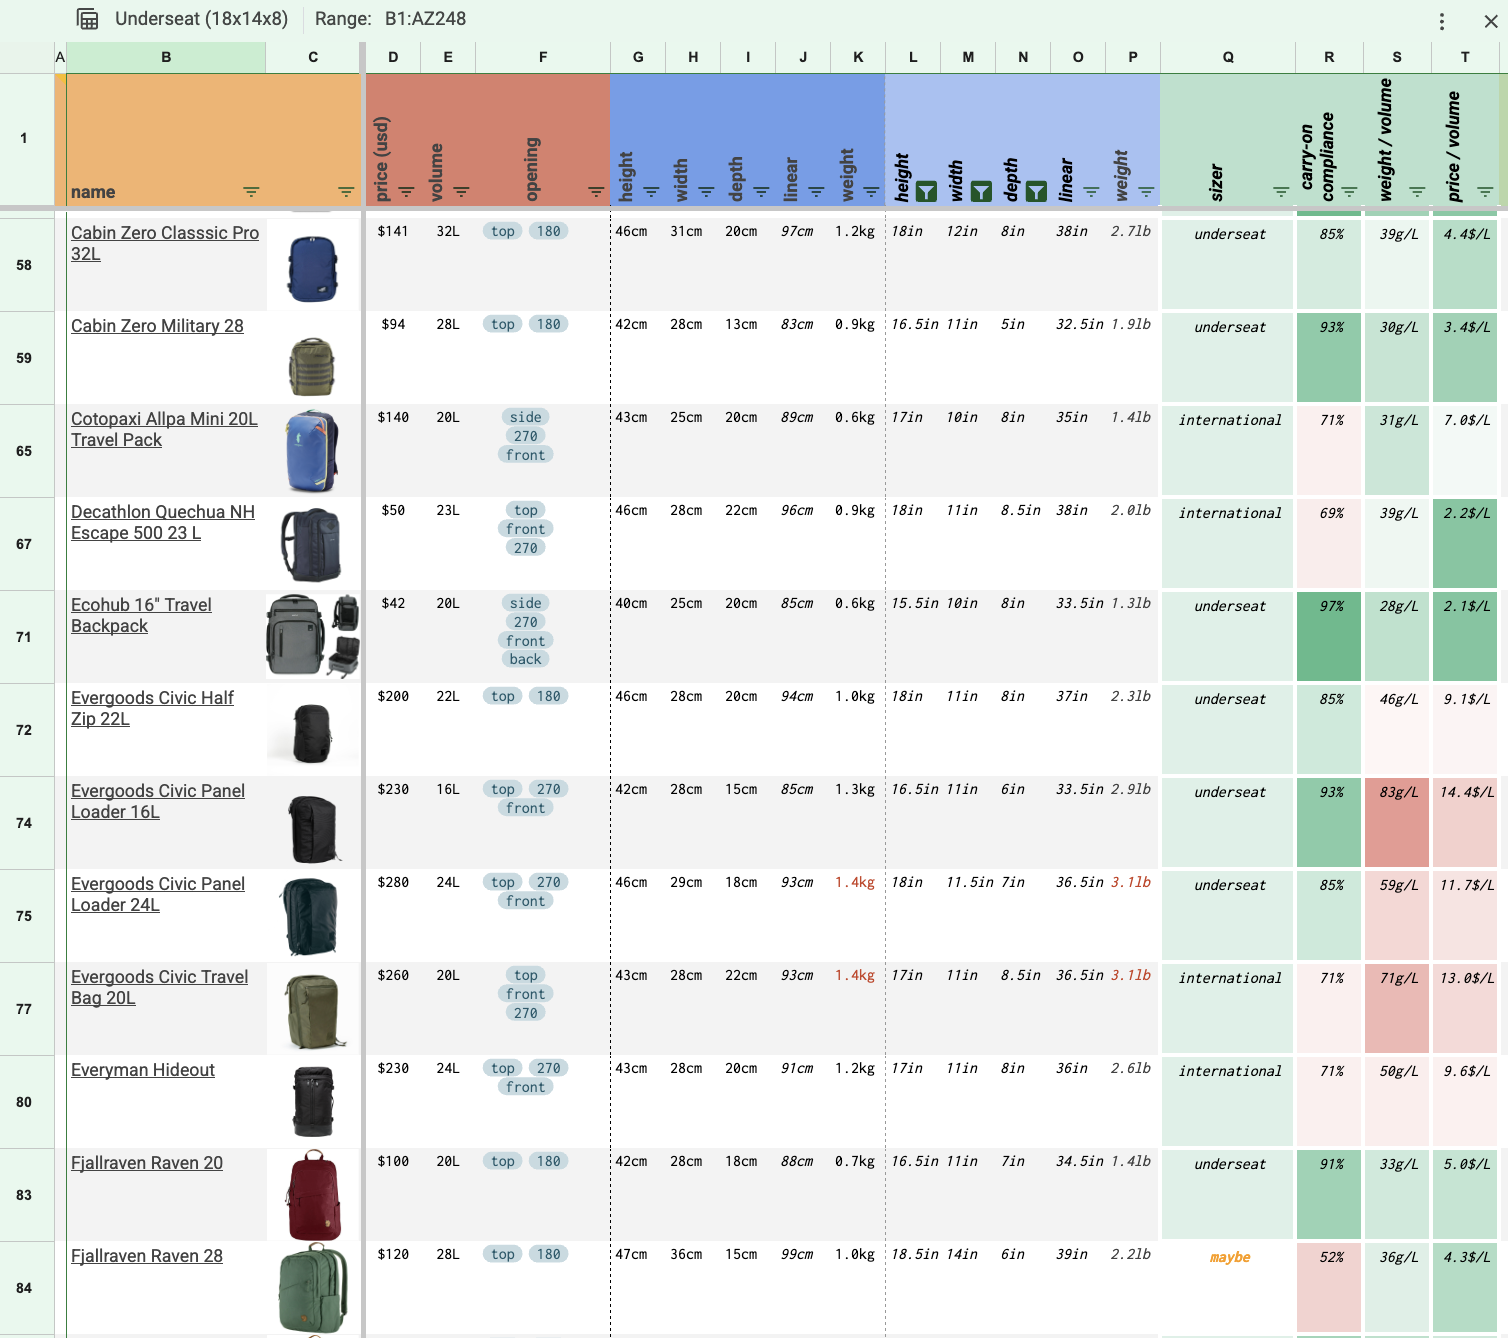 Underseat (18x14x8) Range: B1:AZ248
A B C D E F G H I J K L M N O P Q R S T
1 name price (usd) volume opening height width depth linear weight height width depth linear weight sizer carry-on compliance weight / volume price / volume
58 Cabin Zero Classsic Pro $141 32L top 180 46cm 31cm 20cm 97cm 1.2kg 18in 12in 8in 38in 2.7lb underseat 85% 39g/L 4.4$/L
32L
59 Cabin Zero Military 28 $94 28L top 180 42cm 28cm 13cm 83cm 0.9kg 16.5in 11in 5in 32.5in 1.9lb underseat 93% 30g/L 3.4$/L
65 Cotopaxi Allpa Mini 20L $140 20L side 43cm 25cm 20cm 89cm 0.6kg 17in 10in 8in 35in 1.4lb international 71% 31g/L 7.0$/L
Travel Pack 270
front
67 Decathlon Quechua NH $50 23L top 46cm 28cm 22cm 96cm 0.9kg 18in 11in 8.5in 38in 2.0lb international 69% 39g/L 2.2$/L
Escape 500 23 L front
270
71 Ecohub 16" Travel $42 20L side 40cm 25cm 20cm 85cm 0.6kg 15.5in 10in 8in 33.5in 1.3lb underseat 97% 28g/L 2.1$/L
Backpack 270
front
back
72 Evergoods Civic Half $200 22L top 180 46cm 28cm 20cm 94cm 1.0kg 18in 11in 8in 37in 2.3lb underseat 85% 46g/L 9.1$/L
Zip 22L
74 Evergoods Civic Panel $230 16L top 270 42cm 28cm 15cm 85cm 1.3kg 16.5in 11in 6in 33.5in 2.9lb underseat 93% 83g/L 14.4$/L
Loader 16L front
75 Evergoods Civic Panel $280 24L top 270 46cm 29cm 18cm 93cm 1.4kg 18in 11.5in 7in 36.5in 3.1lb underseat 85% 59g/L 11.7$/L
Loader 24L front
77 Evergoods Civic Travel $260 20L top 43cm 28cm 22cm 93cm 1.4kg 17in 11in 8.5in 36.5in 3.1lb international 71% 71g/L 13.0$/L
Bag 20L front
270
80 Everyman Hideout $230 24L top 270 43cm 28cm 20cm 91cm 1.2kg 17in 11in 8in 36in 2.6lb international 71% 50g/L 9.6$/L
front
83 Fjallraven Raven 20 $100 20L top 180 42cm 28cm 18cm 88cm 0.7kg 16.5in 11in 7in 34.5in 1.4lb underseat 91% 33g/L 5.0$/L
84 Fjallraven Raven 28 $120 28L top 180 47cm 36cm 15cm 99cm 1.0kg 18.5in 14in 6in 39in 2.2lb maybe 52% 36g/L 4.3$/L